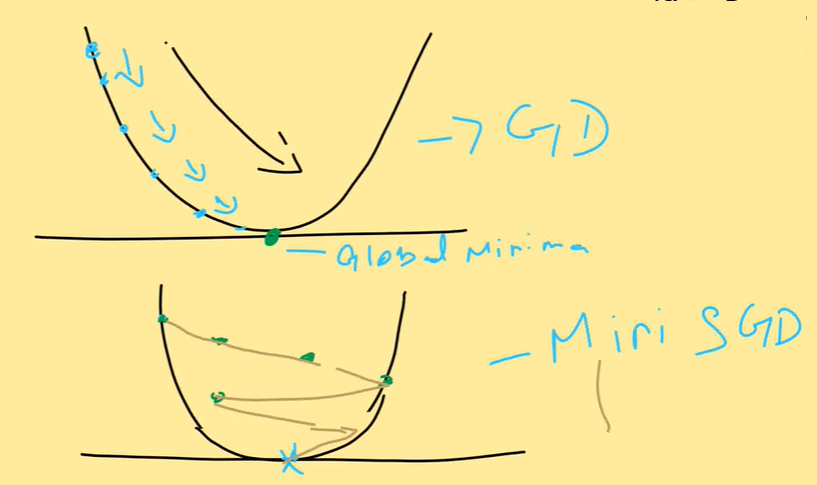 → GD
– Global Minima
– Mini SGD